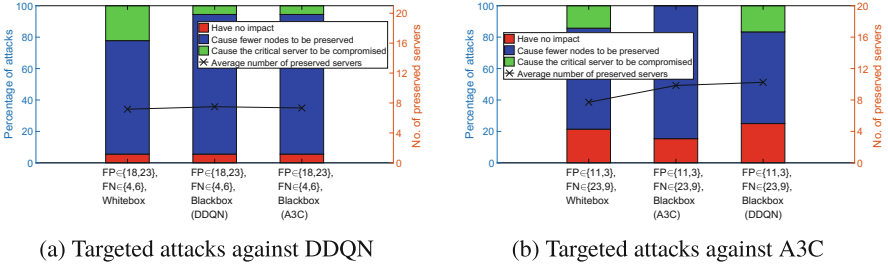 Percentage of attacks
100
80
60
40
20
0
Have no impact
Cause fewer nodes to be preserved
Cause the critical server to be compromised
Average number of preserved servers
20
16
12
8
4
0
No. of preserved servers
FP∈{18,23},
FN∈{4,6},
Whitebox
FP∈{18,23},
FN∈{4,6},
Blackbox
(DDQN)
FP∈{18,23},
FN∈{4,6},
Blackbox
(A3C)
(a) Targeted attacks against DDQN
Percentage of attacks
100
80
60
40
20
0
Have no impact
Cause fewer nodes to be preserved
Cause the critical server to be compromised
Average number of preserved servers
20
16
12
8
4
0
No. of preserved servers
FP∈{11,3},
FN∈{23,9},
Whitebox
FP∈{11,3},
FN∈{23,9},
Blackbox
(A3C)
FP∈{11,3},
FN∈{23,9},
Blackbox
(DDQN)
(b) Targeted attacks against A3C